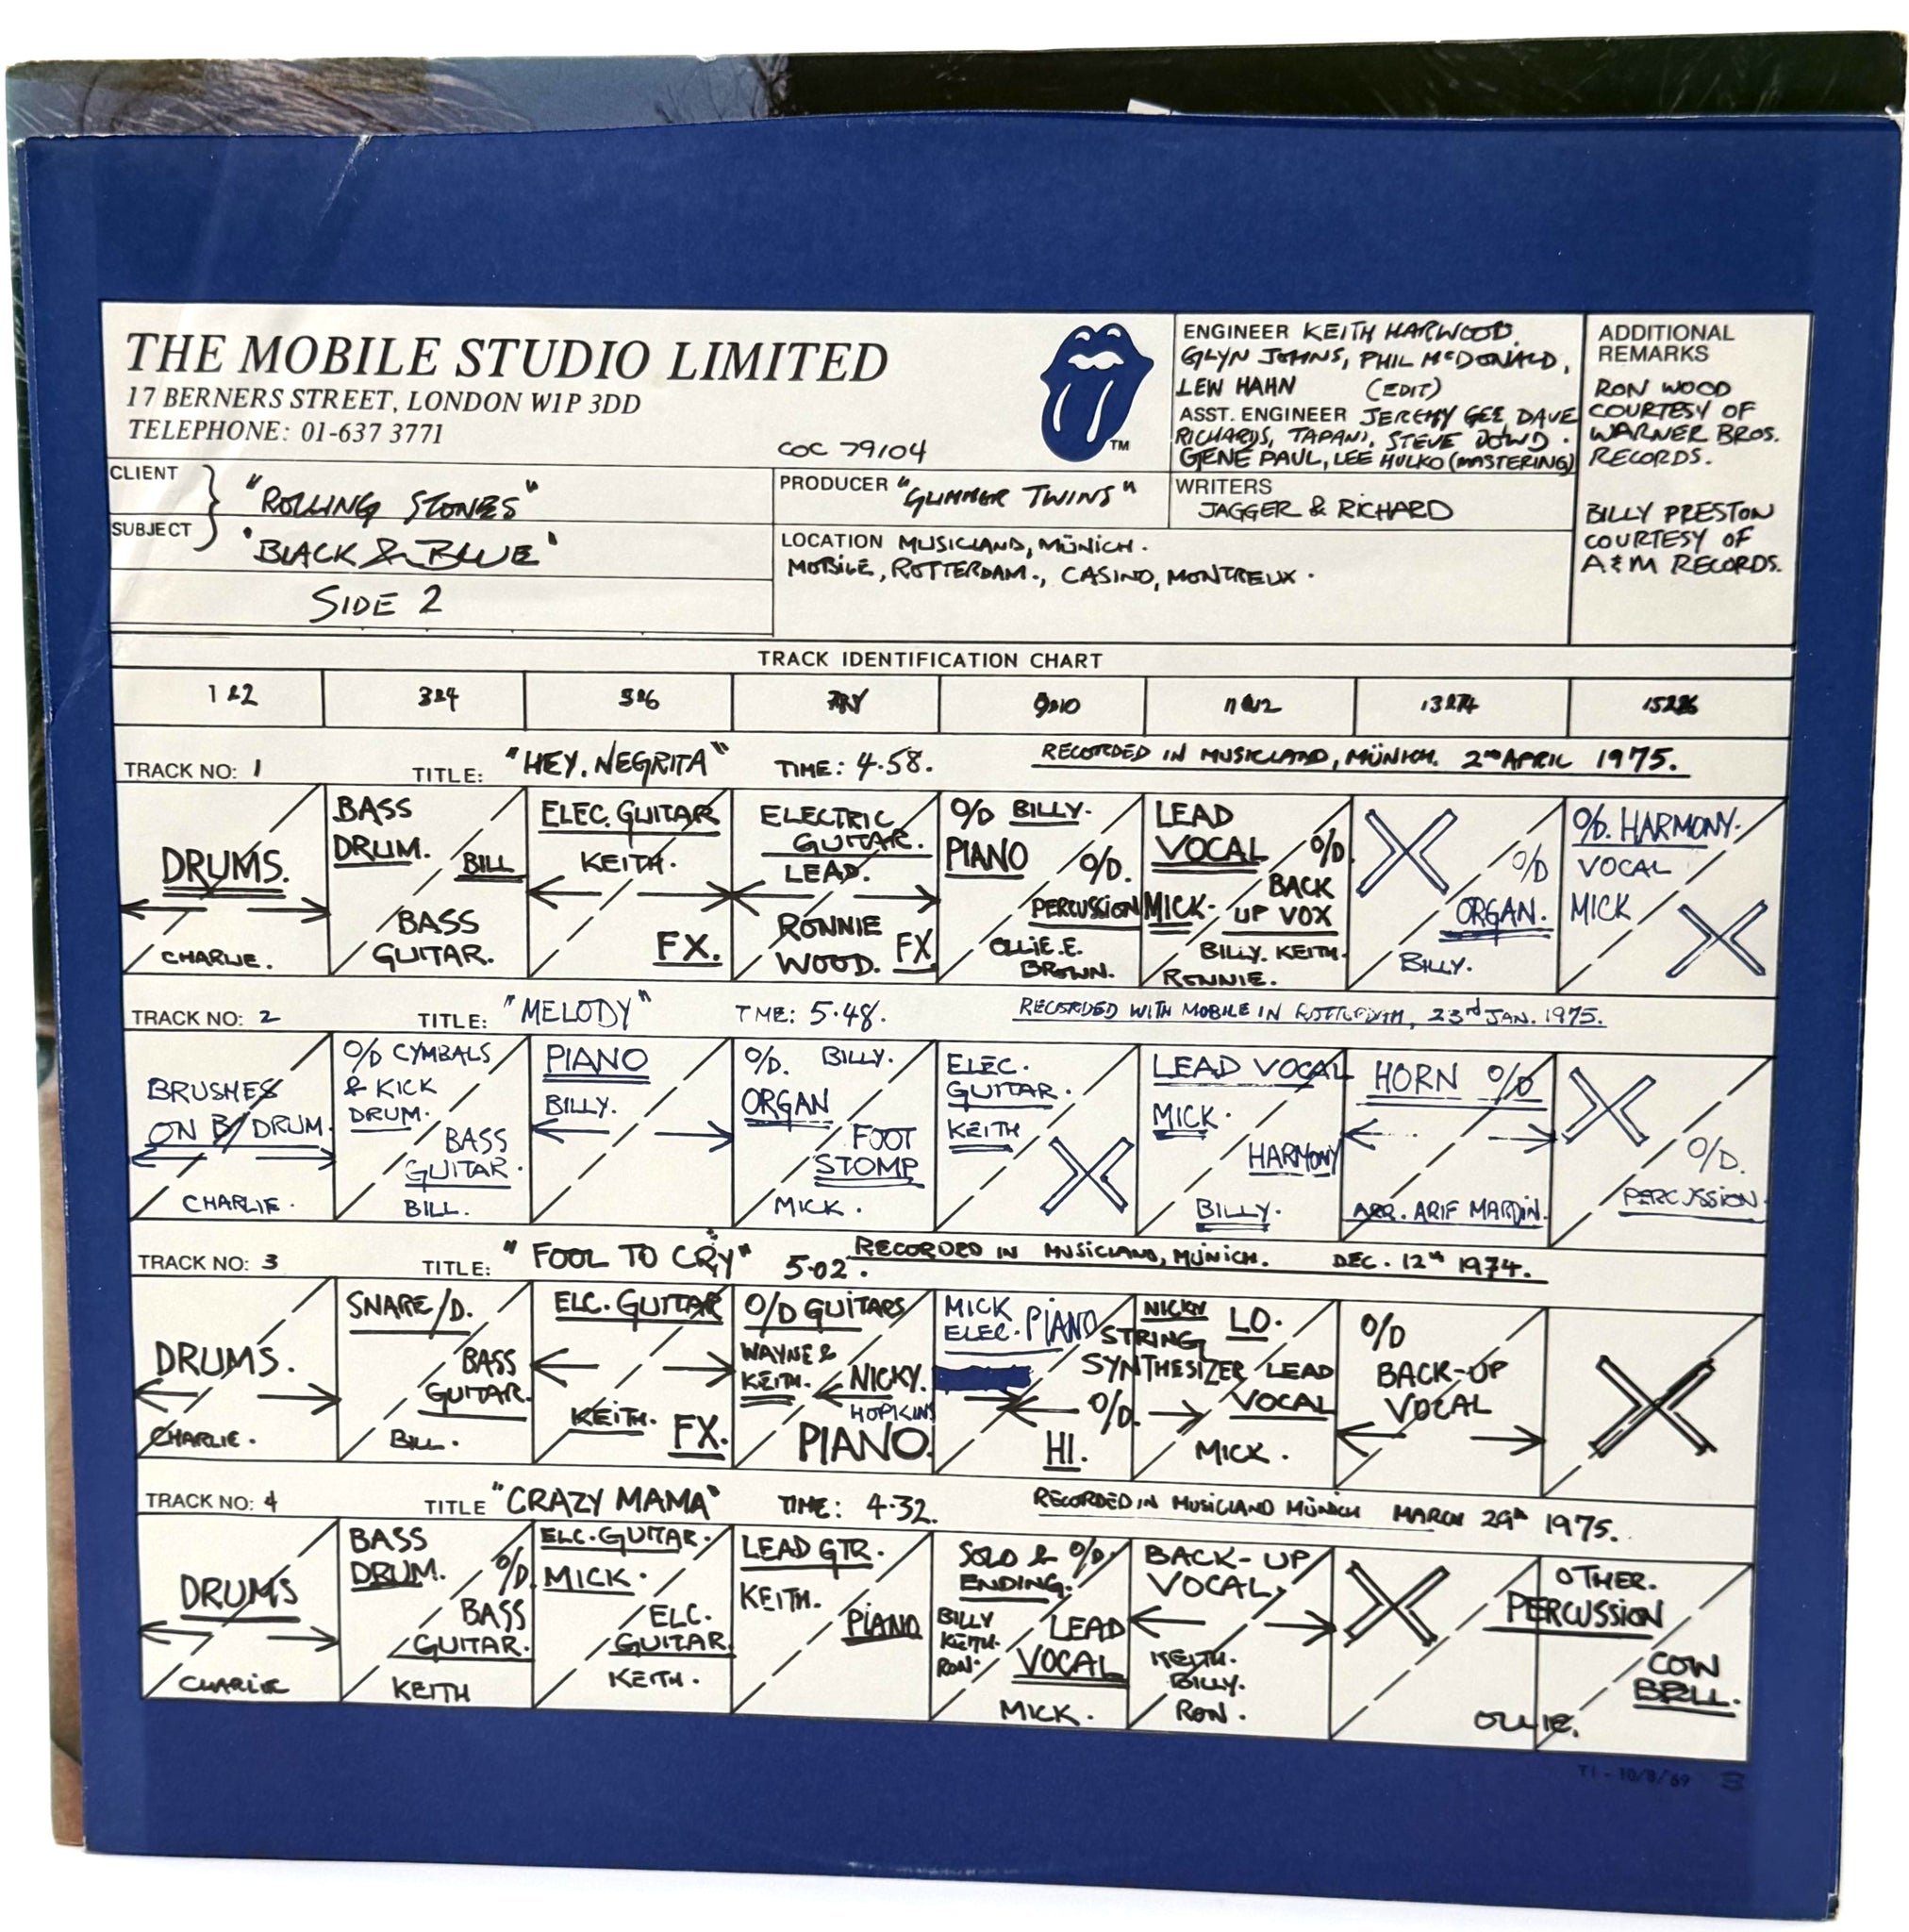 THE MOBILE STUDIO LIMITED
17 BERNERS STREET, LONDON W1P 3DD
TELEPHONE: 01-637 3771
COC 79104
TM
ENGINEER KEITH HARWOOD.
GLYN JOHNS, PHIL McDONALD,
LEW HAHN (EDIT)
ASST. ENGINEER JEREMY GEE DAVE
RICHARDS, TAPANI, STEVE DOWD.
GENE PAUL, LEE HULKO (MASTERING)
ADDITIONAL
REMARKS
RON WOOD
COURTESY OF
WARNER BROS.
RECORDS.
BILLY PRESTON
COURTESY OF
A&M RECORDS.
CLIENT
"ROLLING STONES"
SUBJECT
'BLACK & BLUE'
SIDE 2
PRODUCER "GLIMMER TWINS"
WRITERS
JAGGER & RICHARD
LOCATION MUSICLAND, MÜNICH.
MOBILE, ROTTERDAM., CASINO, MONTREUX.
TRACK IDENTIFICATION CHART
1&2 3&4 5&6 7&8 9&10 11&12 13&14 15&16
TRACK NO: 1 TITLE: "HEY. NEGRITA" TIME: 4.58. RECORDED IN MUSICLAND, MÜNICH. 2nd APRIL 1975.
DRUMS.
CHARLIE.
BASS
DRUM.
BILL
BASS
GUITAR.
ELEC. GUITAR
KEITH.
FX.
ELECTRIC
GUITAR.
LEAD.
RONNIE
WOOD. FX
O/D BILLY.
PIANO
O/D.
PERCUSSION
OLLIE.E.
BROWN.
LEAD
VOCAL
MICK.
O/D
BACK
UP VOX
BILLY. KEITH.
RONNIE.
O/D
ORGAN.
BILLY.
O/D. HARMONY.
VOCAL
MICK
TRACK NO: 2 TITLE: "MELODY" TME: 5.48. RECORDED WITH MOBILE IN ROTTERDAM, 23rd JAN. 1975.
BRUSHES
ON B/DRUM
CHARLIE.
O/D CYMBALS
& KICK
DRUM.
BASS
GUITAR.
BILL.
PIANO
BILLY.
O/D. BILLY.
ORGAN
FOOT
STOMP
MICK.
ELEC.
GUITAR.
KEITH
LEAD VOCAL
MICK.
HARMONY
BILLY.
HORN O/D
ARR. ARIF MARDIN.
O/D.
PERCUSSION.
TRACK NO: 3 TITLE: "FOOL TO CRY" 5.02. RECORDED IN MUSICLAND, MÜNICH. DEC. 12th 1974.
DRUMS.
CHARLIE.
SNARE/D.
BASS
GUITAR.
BILL.
ELC. GUITAR
KEITH. FX.
O/D GUITARS
WAYNE &
KEITH.
NICKY.
HOPKINS
PIANO.
MICK
ELEC. PIANO
NICKY
STRING
SYNTHESIZER
O/D.
HI.
LO.
LEAD
VOCAL
MICK.
O/D
BACK-UP
VOCAL
TRACK NO: 4 TITLE "CRAZY MAMA" TIME: 4.32. RECORDED IN MUSICLAND MÜNICH MARCH 29th 1975.
DRUMS
CHARLIE
BASS
DRUM.
O/D
BASS
GUITAR.
KEITH
ELC. GUITAR.
MICK.
ELC.
GUITAR
KEITH.
LEAD GTR.
KEITH.
PIANO
SOLO & O/D.
ENDING.
BILLY
KEITH.
RON.
LEAD
VOCAL
MICK.
BACK-UP
VOCAL.
KEITH.
BILLY.
RON.
OTHER.
PERCUSSION
COW
BELL.
OLLIE.
T1 - 10/8/69 3